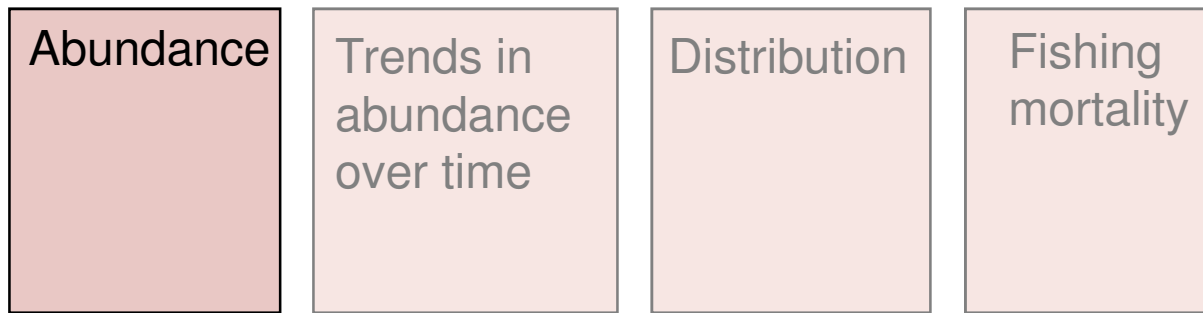 Abundance
Trends in
abundance
over time
Distribution
Fishing
mortality